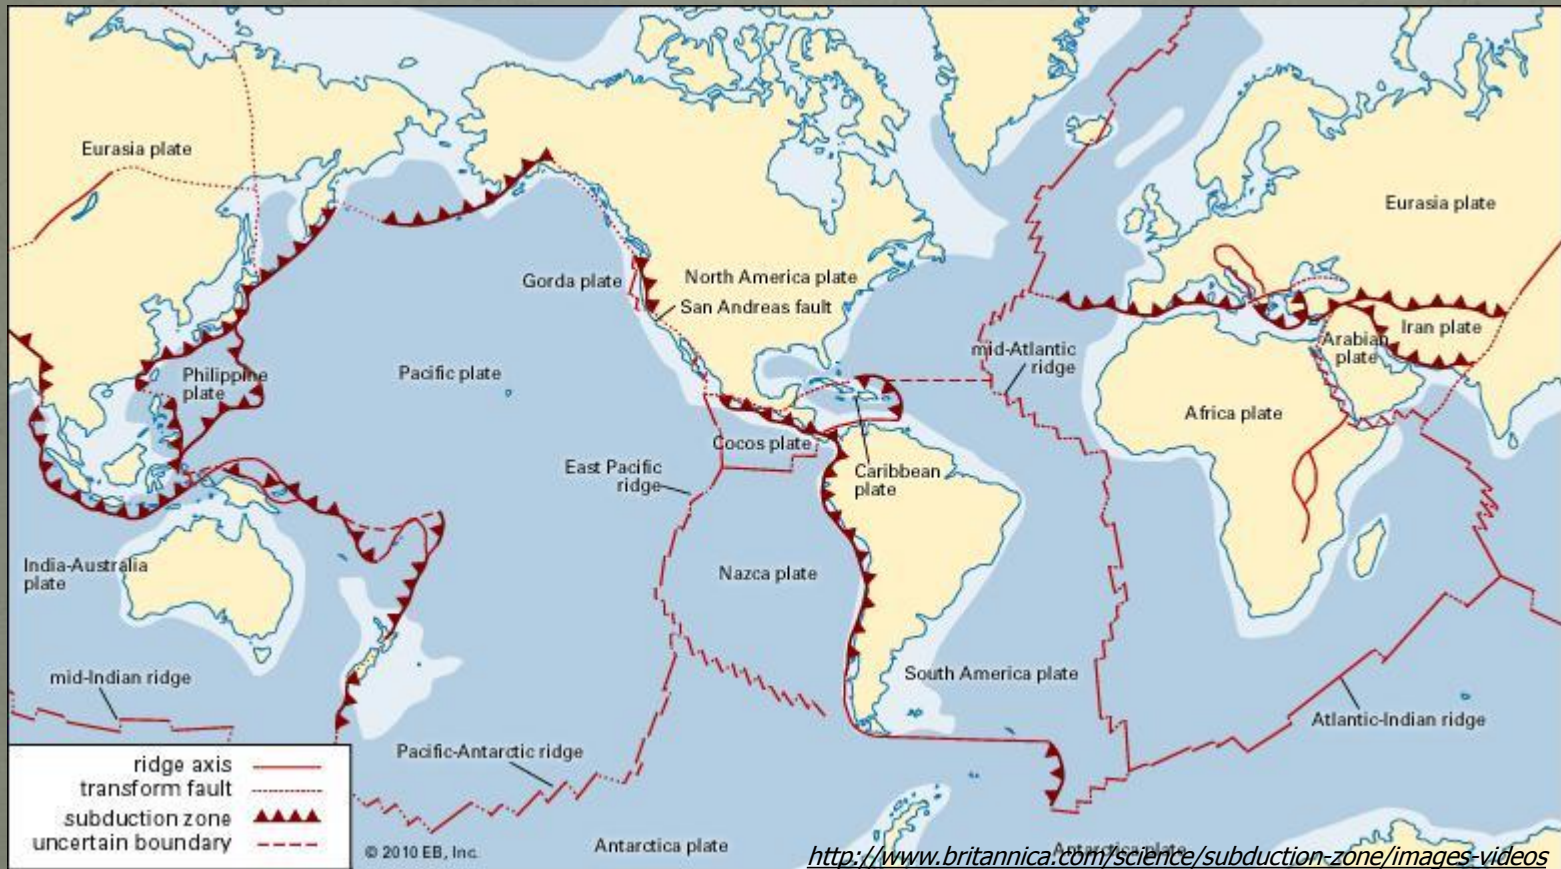 Eurasia plate
Eurasia plate
Gorda plate
North America plate
San Andreas fault
Iran plate
Arabian
plate
mid-Atlantic
ridge
Philippine
plate
Pacific plate
Africa plate
Cocos plate
East Pacific
ridge
Caribbean
plate
India-Australia
plate
Nazca plate
South America plate
mid-Indian ridge
Atlantic-Indian ridge
Pacific-Antarctic ridge
ridge axis
transform fault
subduction zone
uncertain boundary
© 2010 EB, Inc.
Antarctica plate
Antarctica plate
http://www.britannica.com/science/subduction-zone/images-videos